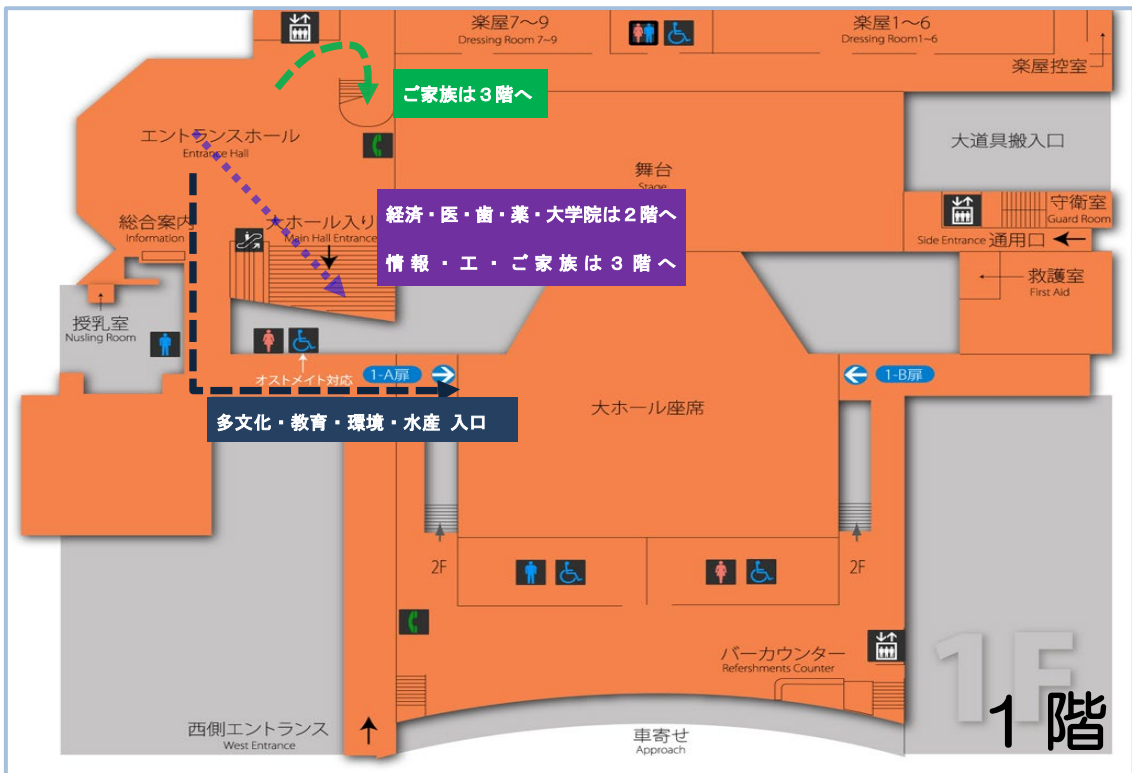 楽屋7～9
Dressing Room 7~9
楽屋1～6
Dressing Room1~6
楽屋控室
ご家族は３階へ
エントランスホール
Entrance Hall
大道具搬入口
舞台
Stage
経済・医・歯・薬・大学院は２階へ
情報・工・ご家族は３階へ
守衛室
Guard Room
総合案内
Information
大ホール入り
Main Hall Entrance
Side Entrance 通用口
救護室
First Aid
授乳室
Nusling Room
オストメイト対応
1-A扉
1-B扉
大ホール座席
多文化・教育・環境・水産 入口
2F
2F
バーカウンター
Refershments Counter
1F
１階
西側エントランス
West Entrance
車寄せ
Approach